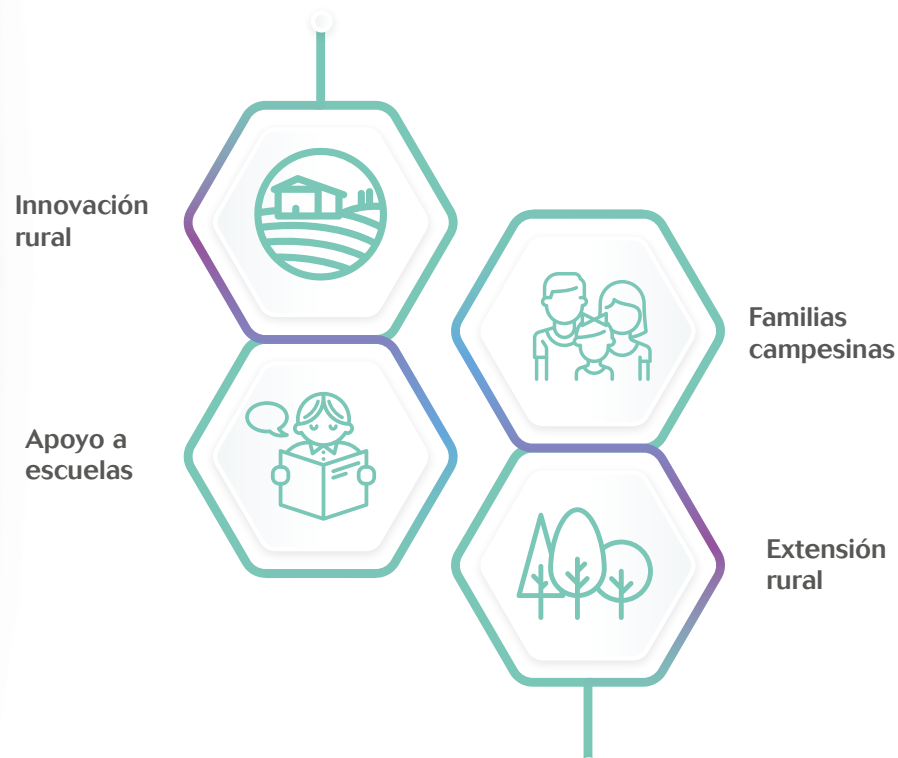 Innovación
rural
Familias
campesinas
Apoyo a
escuelas
Extensión
rural